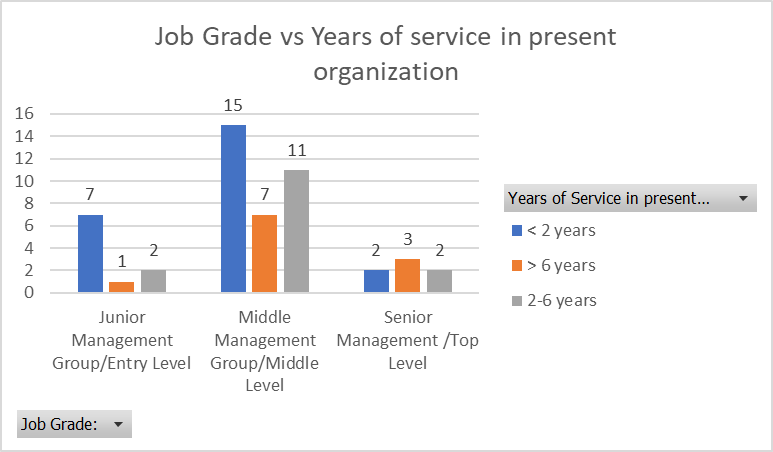 Job Grade vs Years of service in present
organization
16
14
12
10
8
6
4
2
0
7
1
2
15
7
11
2
3
2
Junior
Management
Group/Entry Level
Middle
Management
Group/Middle
Level
Senior
Management /Top
Level
Years of Service in present...
< 2 years
> 6 years
2-6 years
Job Grade: